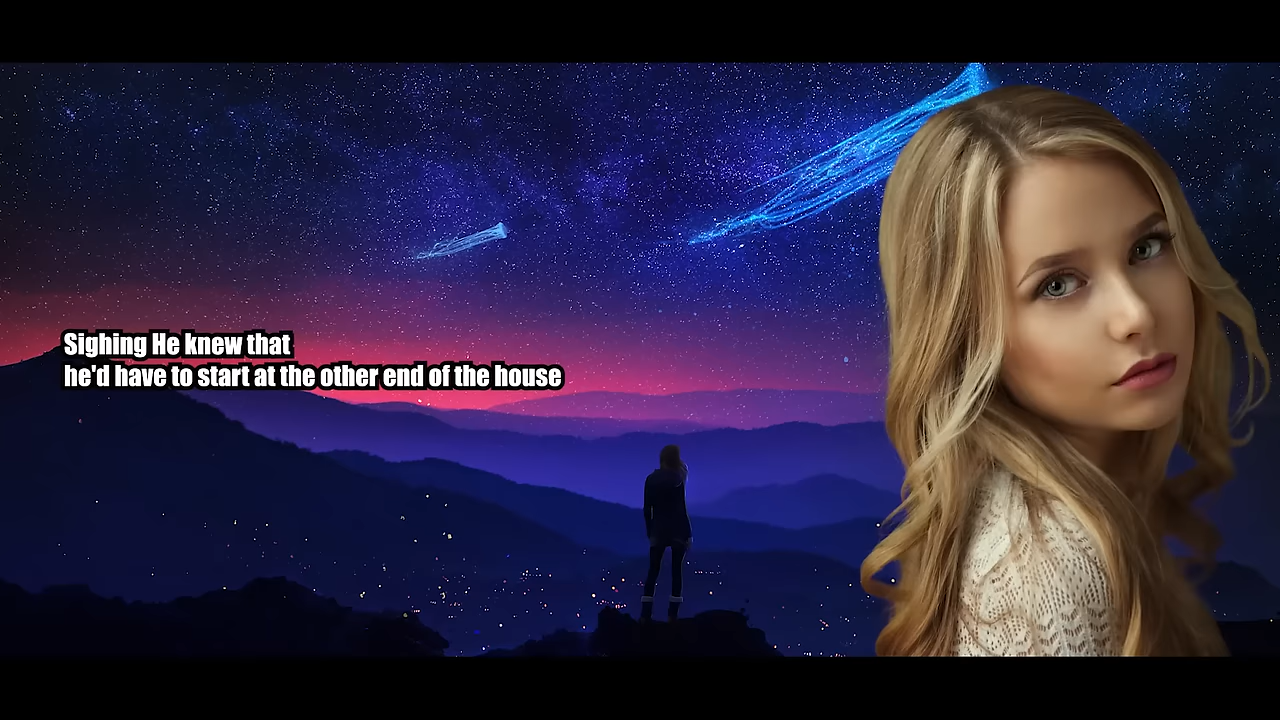 Sighing He knew that
he'd have to start at the other end of the house